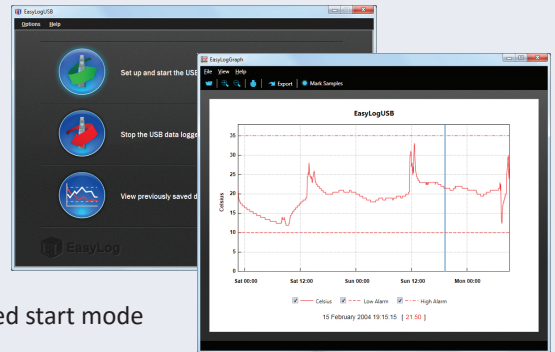 EasyLogUSB
Options Help
Set up and start the USB
Stop the USB data logge
View previously saved d
EasyLog
EasyLogGraph
File View Help
Export Mark Samples
EasyLogUSB
35
30
25
20
15
10
5
0
Celsius
Sat 00:00 Sat 12:00 Sun 00:00 Sun 12:00 Mon 00:00
Celsius Low Alarm High Alarm
15 February 2004 19:15:15 [ 21.50 ]
ed start mode